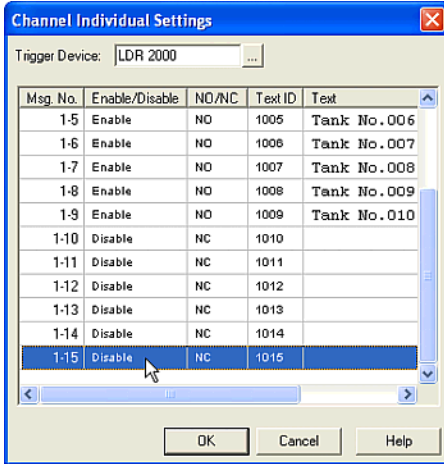 Channel Individual Settings
Trigger Device: LDR 2000 ...
Msg. No. Enable/Disable NO/NC Text ID Text
1-5 Enable NO 1005 Tank No.006
1-6 Enable NO 1006 Tank No.007
1-7 Enable NO 1007 Tank No.008
1-8 Enable NO 1008 Tank No.009
1-9 Enable NO 1009 Tank No.010
1-10 Disable NC 1010
1-11 Disable NC 1011
1-12 Disable NC 1012
1-13 Disable NC 1013
1-14 Disable NC 1014
1-15 Disable NC 1015
OK Cancel Help